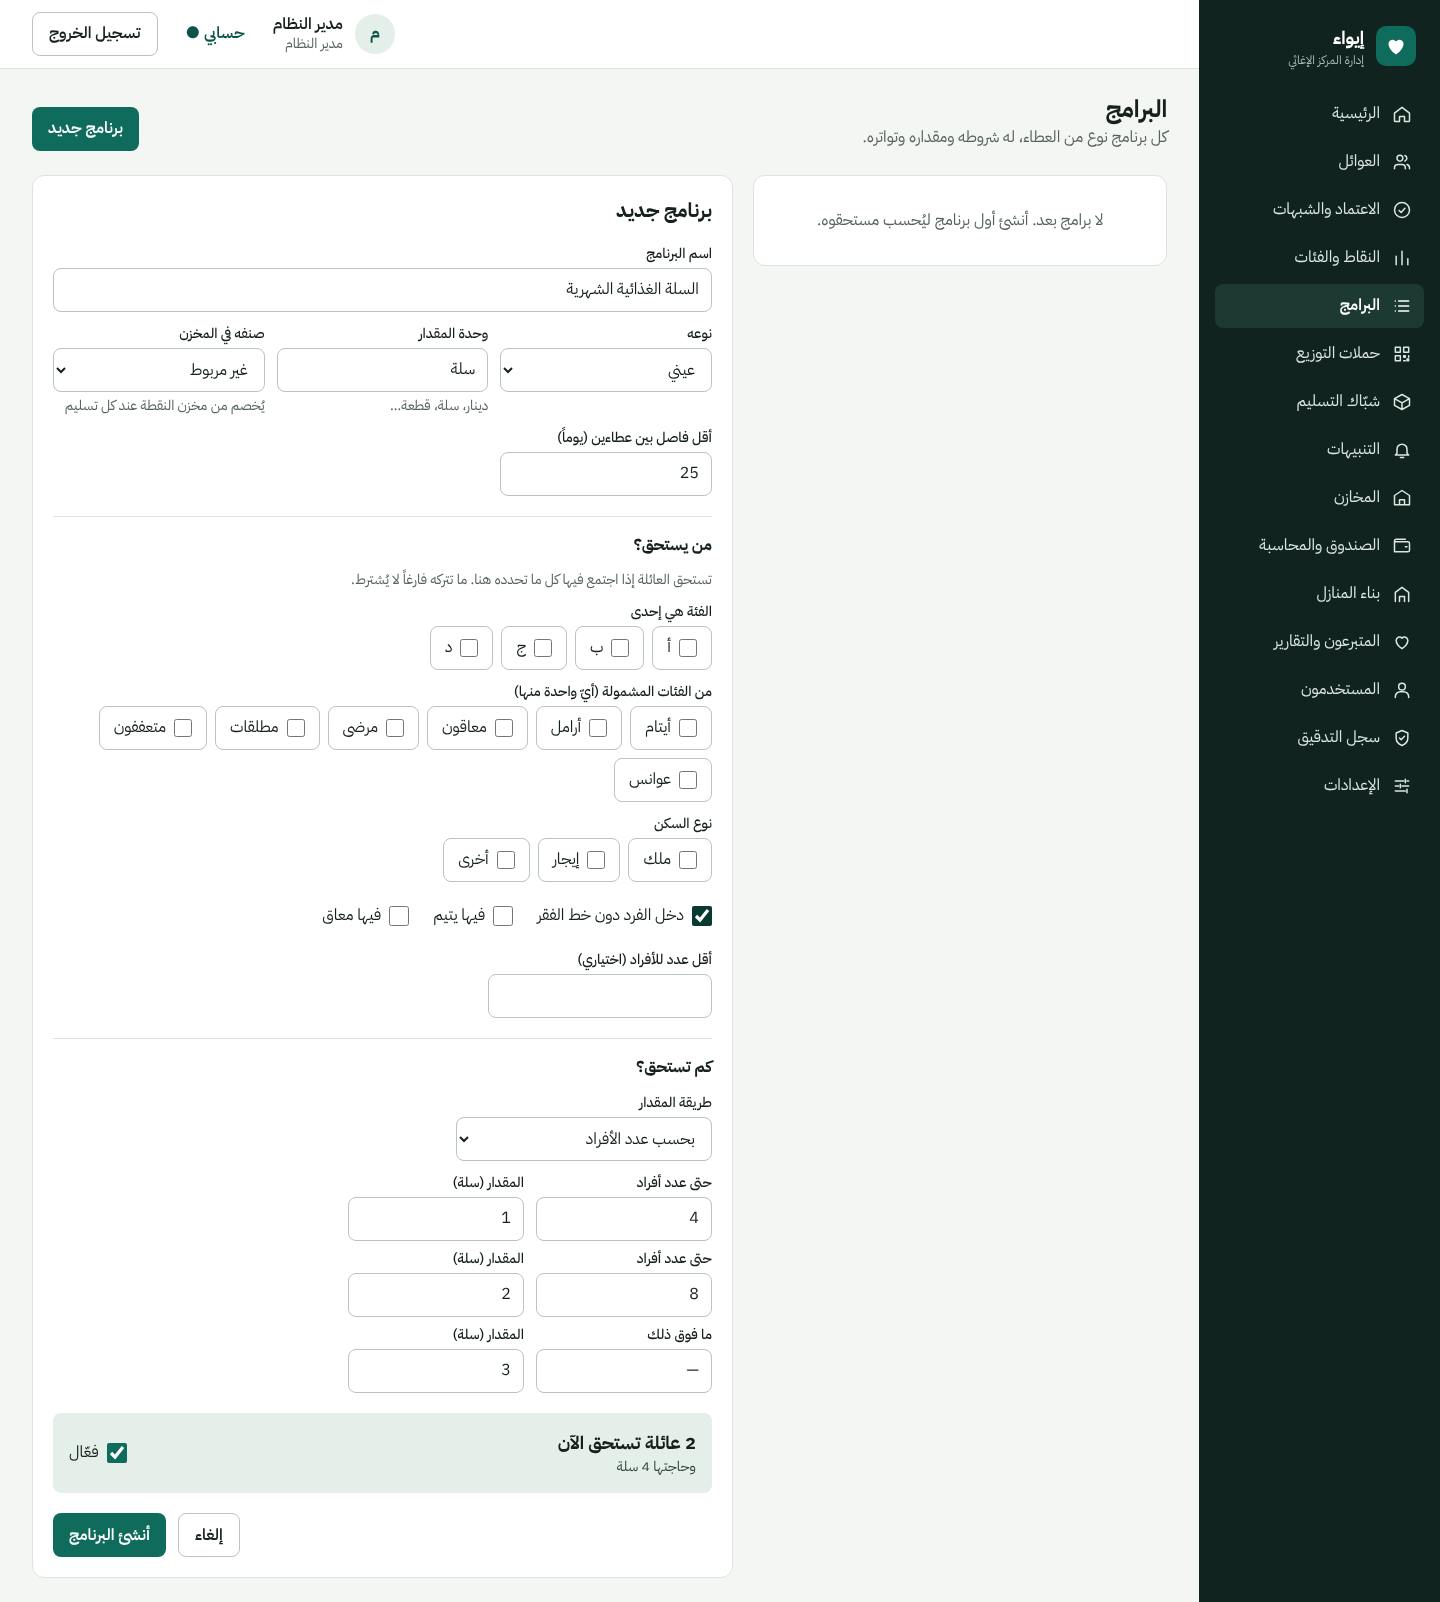 إيواء
إدارة المركز الإغاثي
الرئيسية
العوائل
الاعتماد والشبهات
النقاط والفئات
البرامج
حملات التوزيع
شبّاك التسليم
التنبيهات
المخازن
الصندوق والمحاسبة
بناء المنازل
المتبرعون والتقارير
المستخدمون
سجل التدقيق
الإعدادات
م
مدير النظام
مدير النظام
حسابي
تسجيل الخروج
البرامج
كل برنامج نوع من العطاء، له شروطه ومقداره وتواتره.
برنامج جديد
لا برامج بعد. أنشئ أول برنامج ليُحسب مستحقوه.
برنامج جديد
اسم البرنامج
السلة الغذائية الشهرية
نوعه وحدة المقدار صنفه في المخزن
عيني سلة غير مربوط
دينار، سلة، قطعة... يُخصم من مخزن النقطة عند كل تسليم
أقل فاصل بين عطاءين (يوماً)
25
من يستحق؟
تستحق العائلة إذا اجتمع فيها كل ما تحدده هنا. ما تتركه فارغاً لا يُشترط.
الفئة هي إحدى
أ ب ج د
من الفئات المشمولة (أيّ واحدة منها)
أيتام أرامل معاقون مرضى مطلقات متعففون
عوانس
نوع السكن
ملك إيجار أخرى
دخل الفرد دون خط الفقر فيها يتيم فيها معاق
أقل عدد للأفراد (اختياري)
كم تستحق؟
طريقة المقدار
بحسب عدد الأفراد
حتى عدد أفراد المقدار (سلة)
4 1
حتى عدد أفراد المقدار (سلة)
8 2
ما فوق ذلك المقدار (سلة)
— 3
2 عائلة تستحق الآن
وحاجتها 4 سلة
فعّال
إلغاء
أنشئ البرنامج